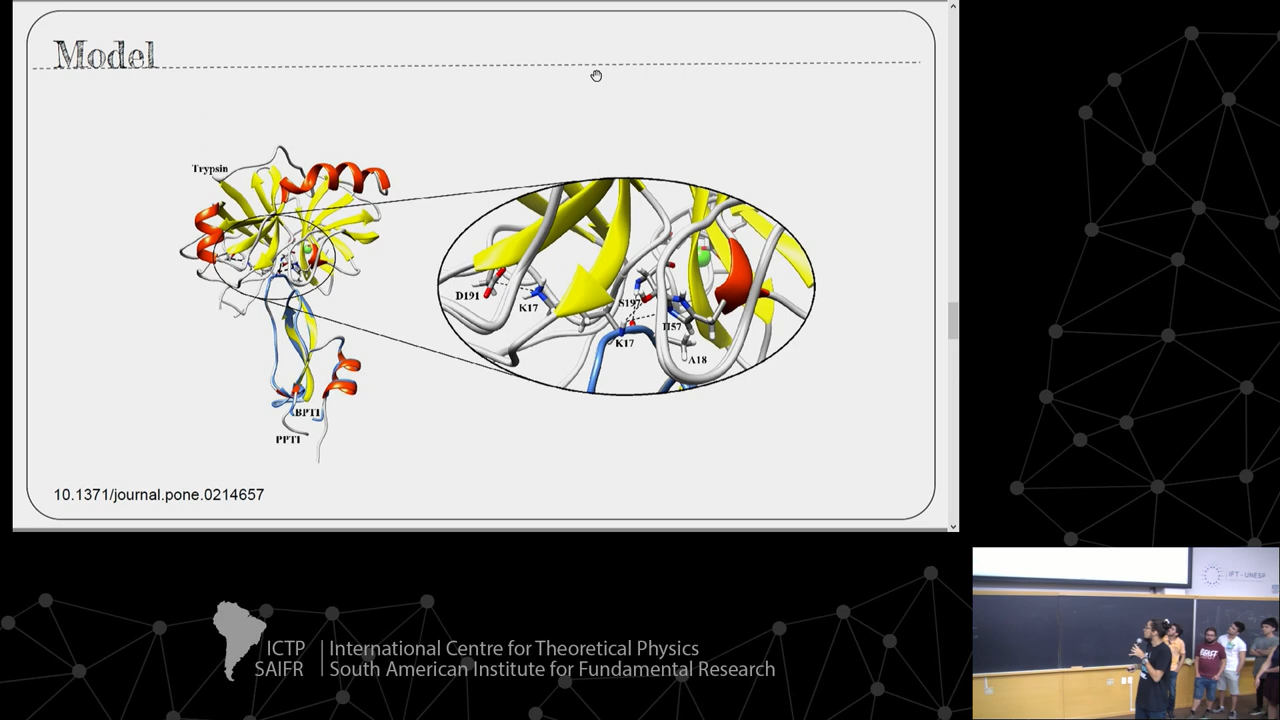 Model
Trypsin
BPTI
PPTI
D191
K17
S197
H57
K17
A18
10.1371/journal.pone.0214657
IFT - UNESP
ICTP
SAIFR
International Centre for Theoretical Physics
South American Institute for Fundamental Research